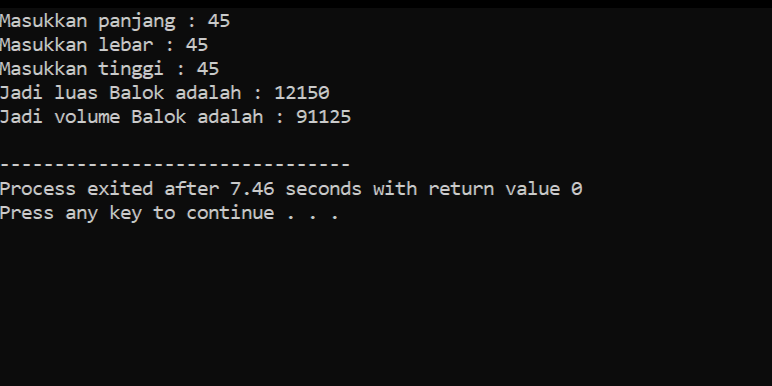 Masukkan panjang : 45
Masukkan lebar : 45
Masukkan tinggi : 45
Jadi luas Balok adalah : 12150
Jadi volume Balok adalah : 91125
--------------------------------
Process exited after 7.46 seconds with return value 0
Press any key to continue . . .